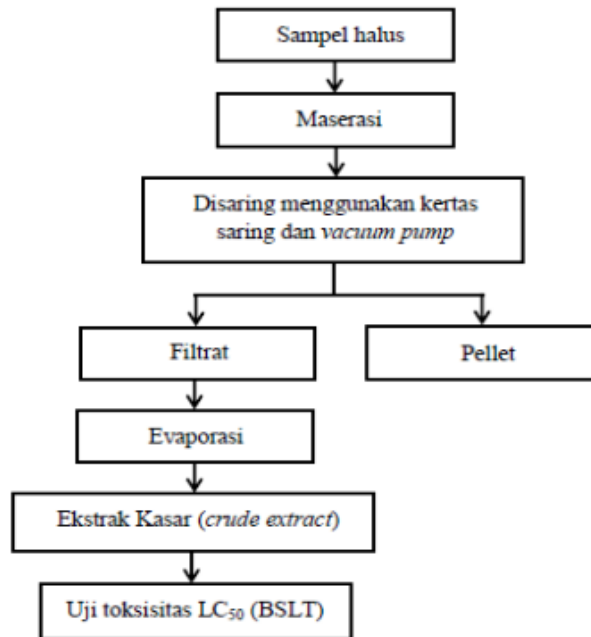 Sampel halus
Maserasi
Disaring menggunakan kertas
saring dan vacuum pump
Filtrat
Pellet
Evaporasi
Ekstrak Kasar (crude extract)
Uji toksisitas LC₅₀ (BSLT)